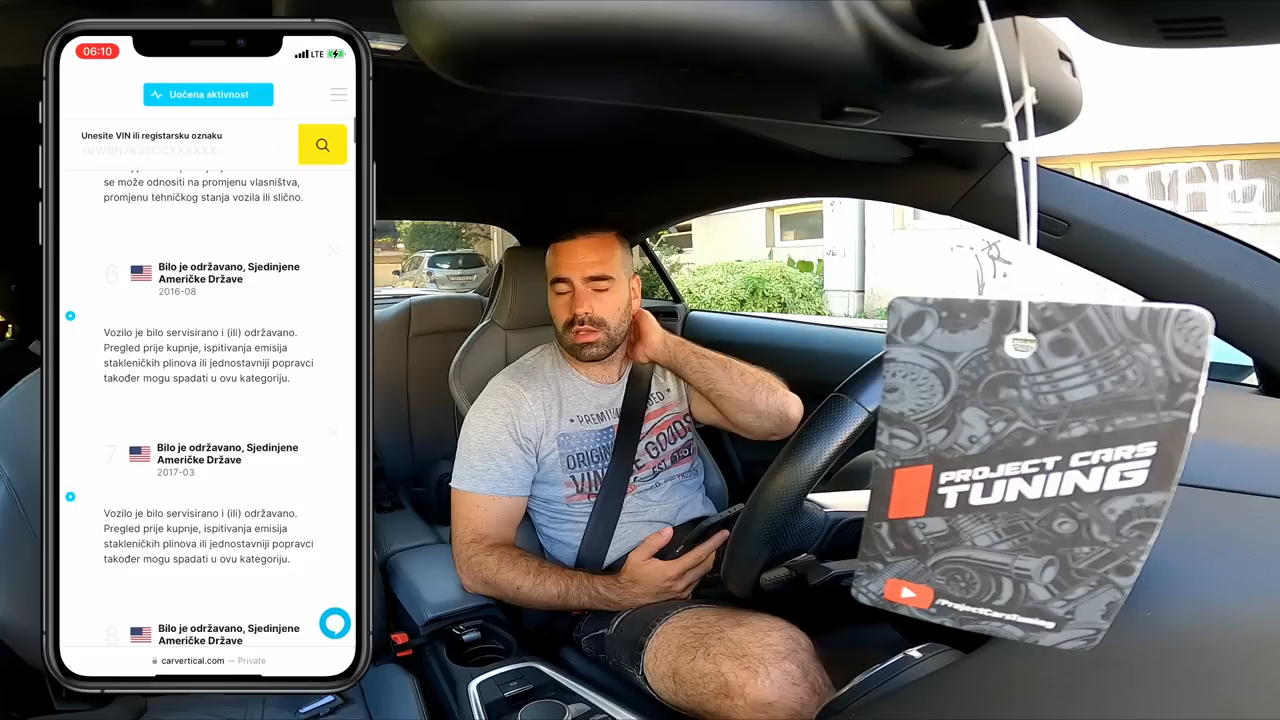 06:10
LTE
Uočena aktivnost
Unesite VIN ili registarsku oznaku
1VWBN7A35CCXXXXXX
se može odnositi na promjenu vlasništva,
promjenu tehničkog stanja vozila ili slično.
6
Bilo je održavano, Sjedinjene
Američke Države
2016-08
Vozilo je bilo servisirano i (ili) održavano.
Pregled prije kupnje, ispitivanja emisija
stakleničkih plinova ili jednostavniji popravci
također mogu spadati u ovu kategoriju.
7
Bilo je održavano, Sjedinjene
Američke Države
2017-03
Vozilo je bilo servisirano i (ili) održavano.
Pregled prije kupnje, ispitivanja emisija
stakleničkih plinova ili jednostavniji popravci
također mogu spadati u ovu kategoriju.
8
Bilo je održavano, Sjedinjene
Američke Države
carvertical.com — Private
ORIGIN
VIN
GOODS
PROJECT CARS
TUNING
/ProjectCarsTuning